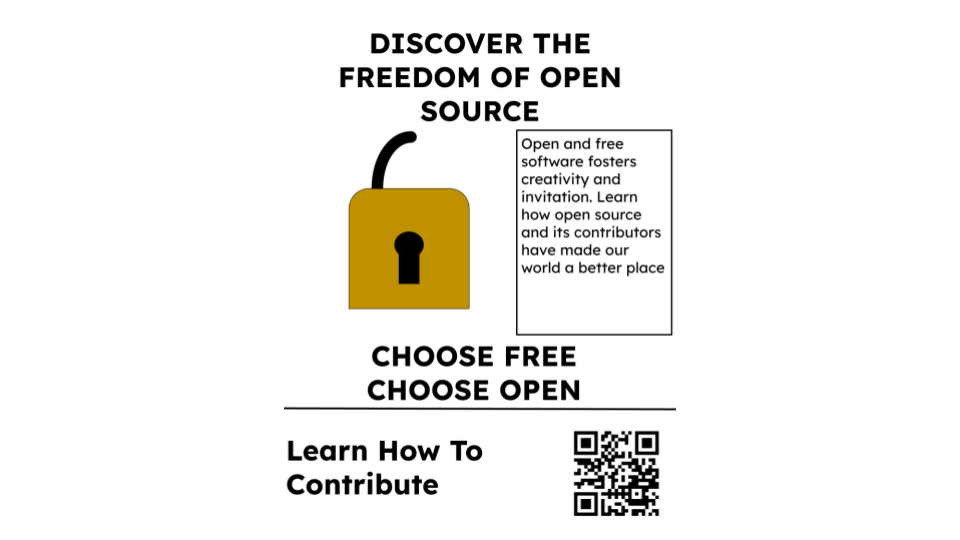 DISCOVER THE
FREEDOM OF OPEN
SOURCE
Open and free
software fosters
creativity and
invitation. Learn
how open source
and its contributors
have made our
world a better place
CHOOSE FREE
CHOOSE OPEN
Learn How To
Contribute